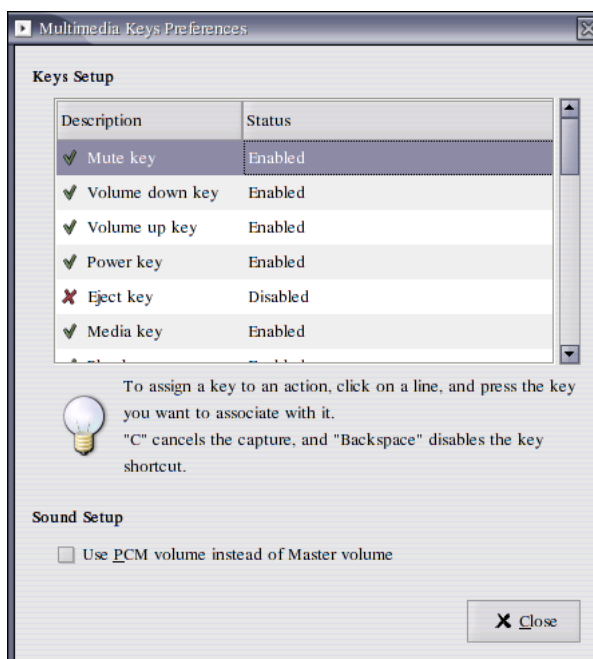 Multimedia Keys Preferences
Keys Setup
Description Status
Mute key Enabled
Volume down key Enabled
Volume up key Enabled
Power key Enabled
Eject key Disabled
Media key Enabled
To assign a key to an action, click on a line, and press the key
you want to associate with it.
"C" cancels the capture, and "Backspace" disables the key
shortcut.
Sound Setup
Use PCM volume instead of Master volume
Close